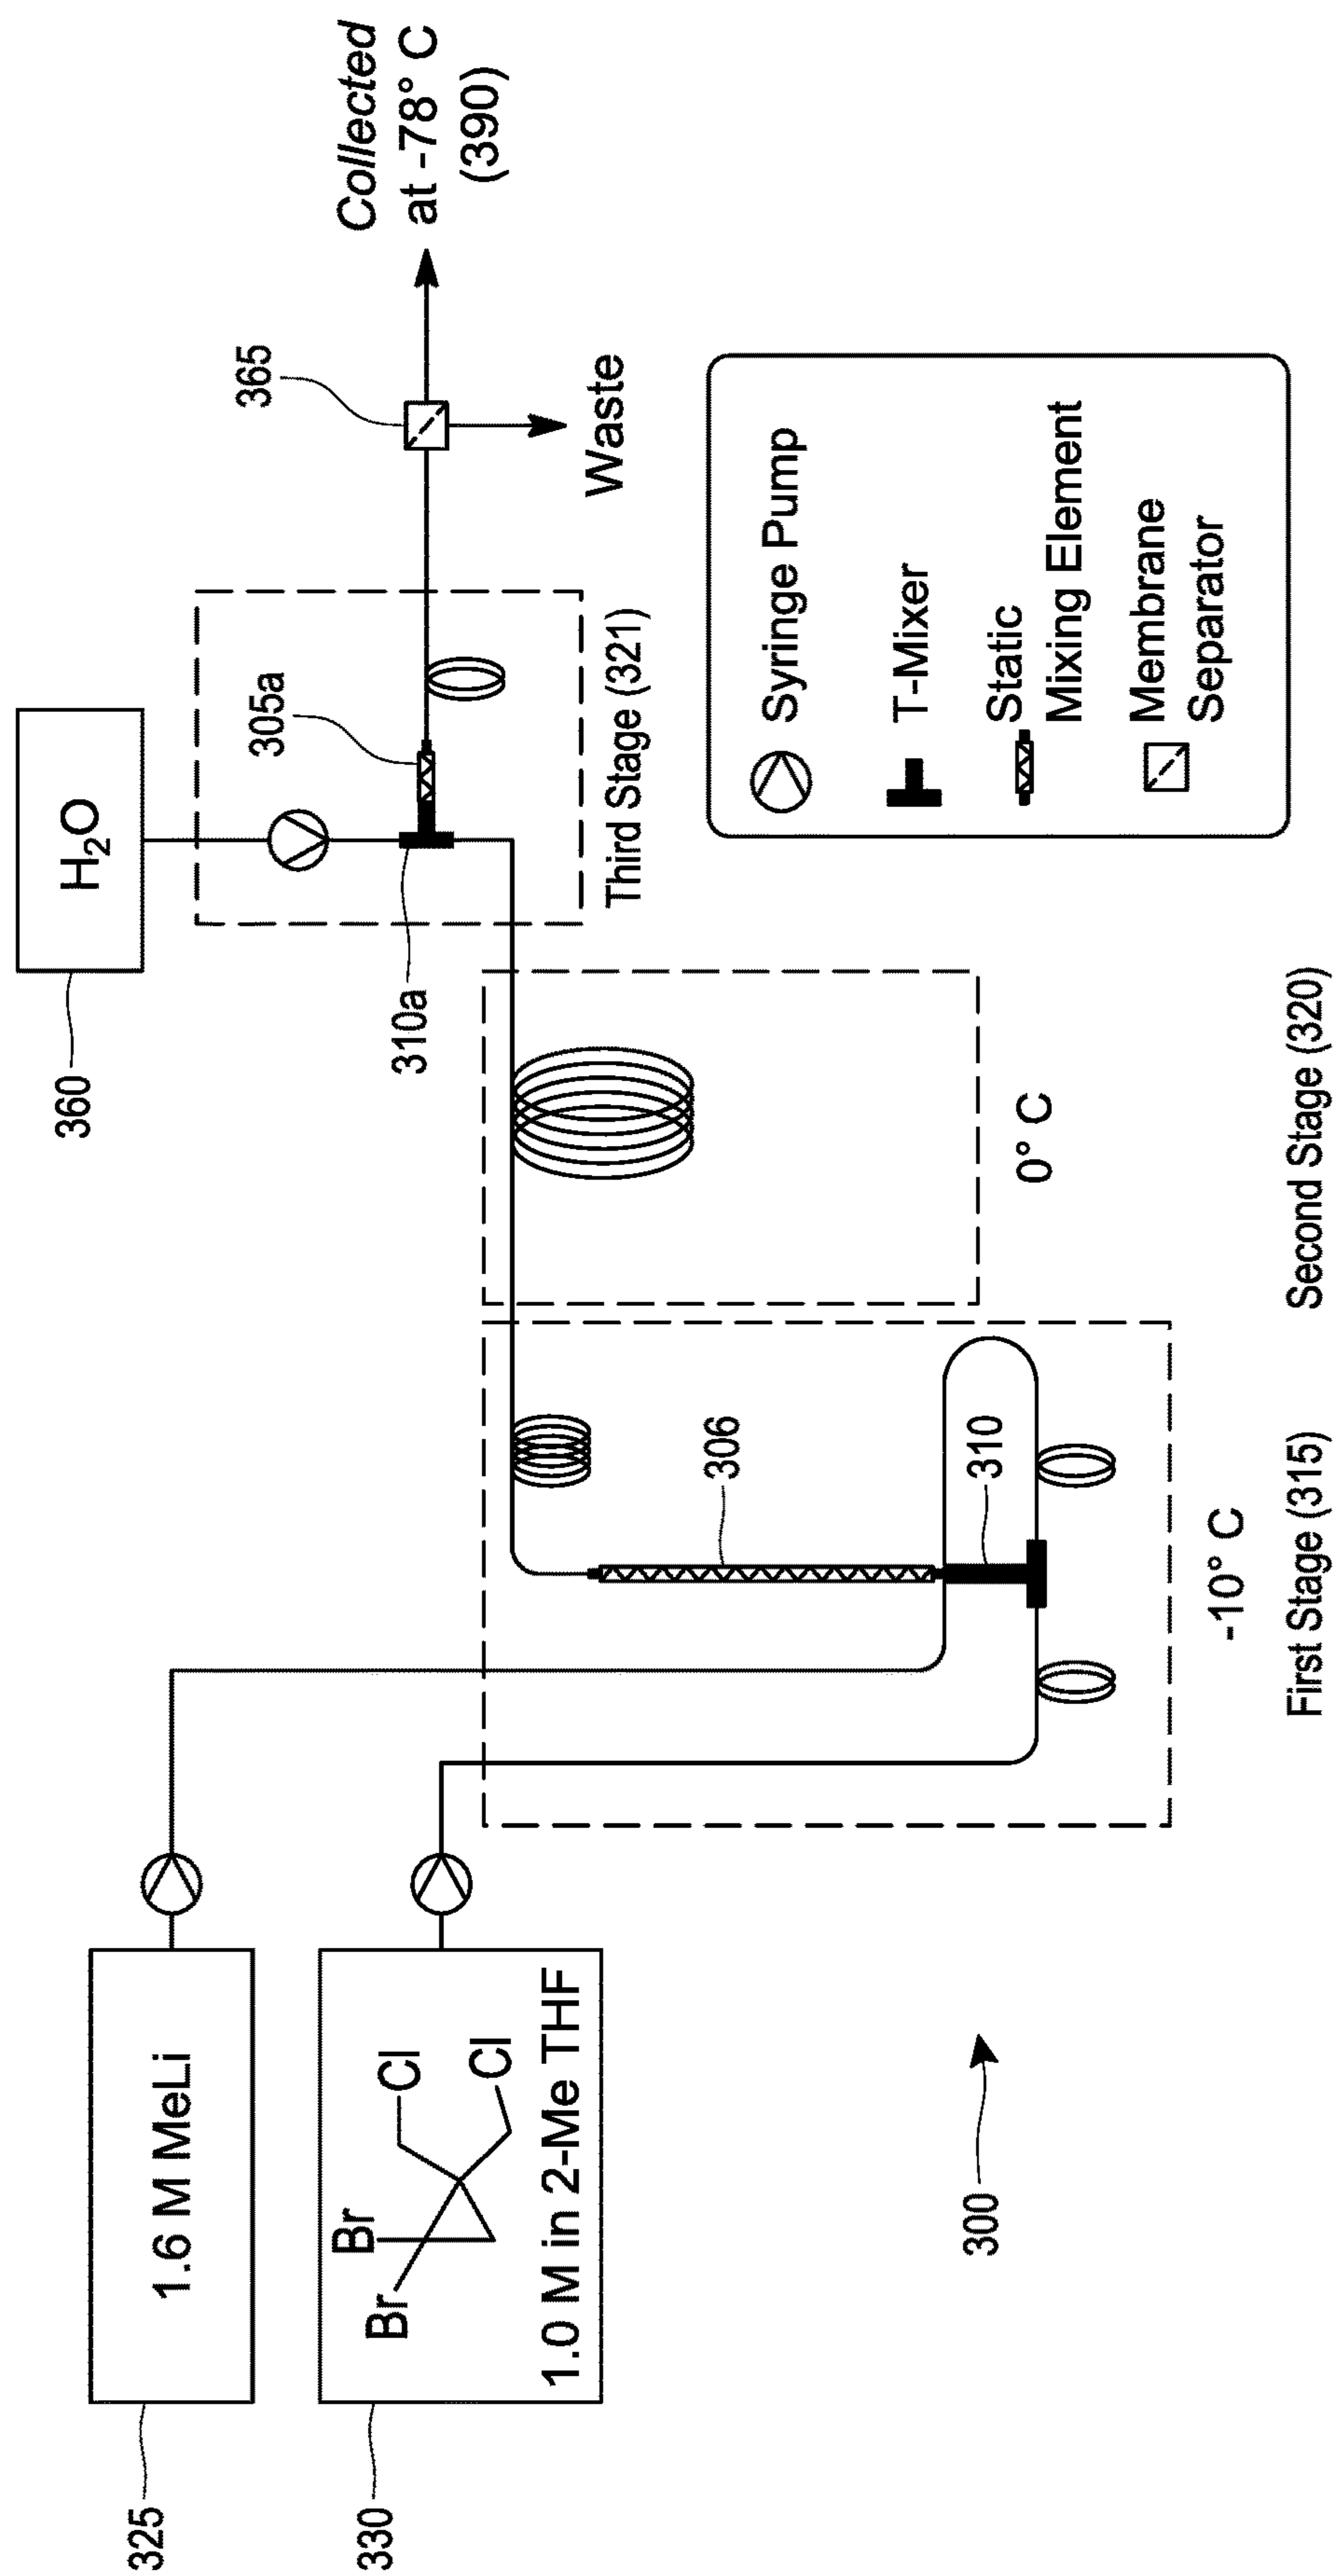 325
1.6 M MeLi
330
Br
Br
Cl
Cl
1.0 M in 2-Me THF
300
306
310
-10° C
First Stage (315)
0° C
Second Stage (320)
360
H₂O
310a
305a
Third Stage (321)
365
Waste
Collected
at -78° C
(390)
Syringe Pump
T-Mixer
Static
Mixing Element
Membrane
Separator